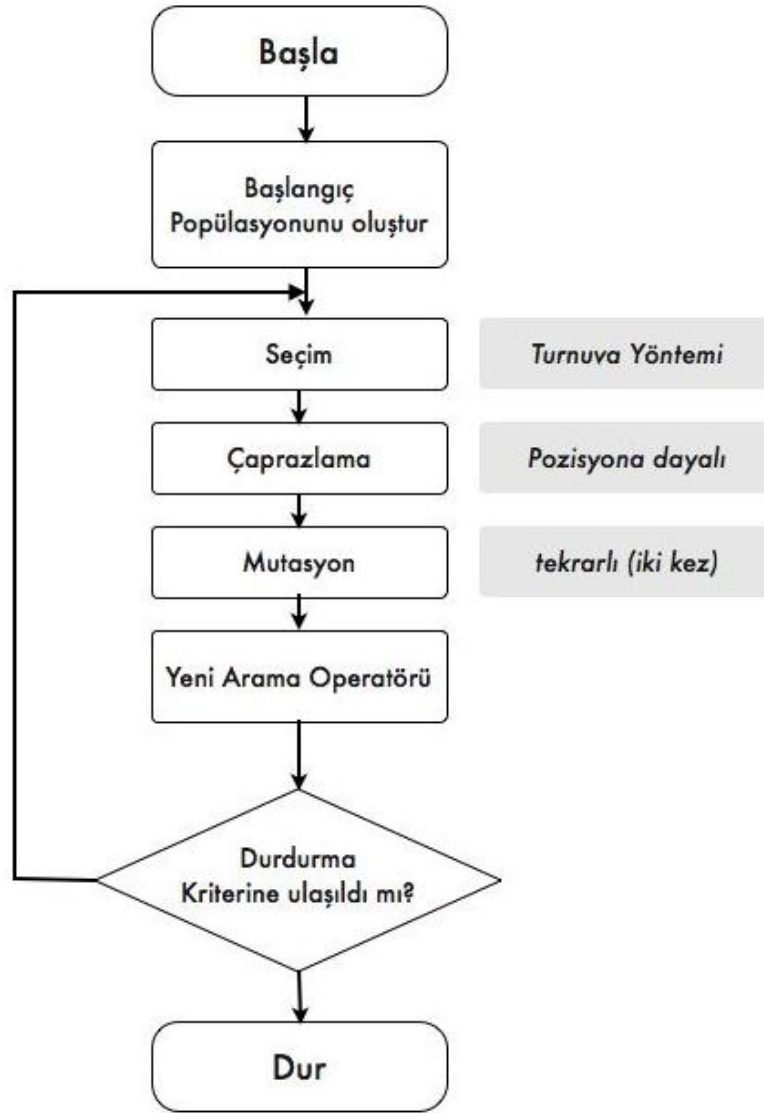 Başla
Başlangıç
Popülasyonunu oluştur
Seçim
Turnuva Yöntemi
Çaprazlama
Pozisyona dayalı
Mutasyon
tekrarlı (iki kez)
Yeni Arama Operatörü
Durdurma
Kriterine ulaşıldı mı?
Dur